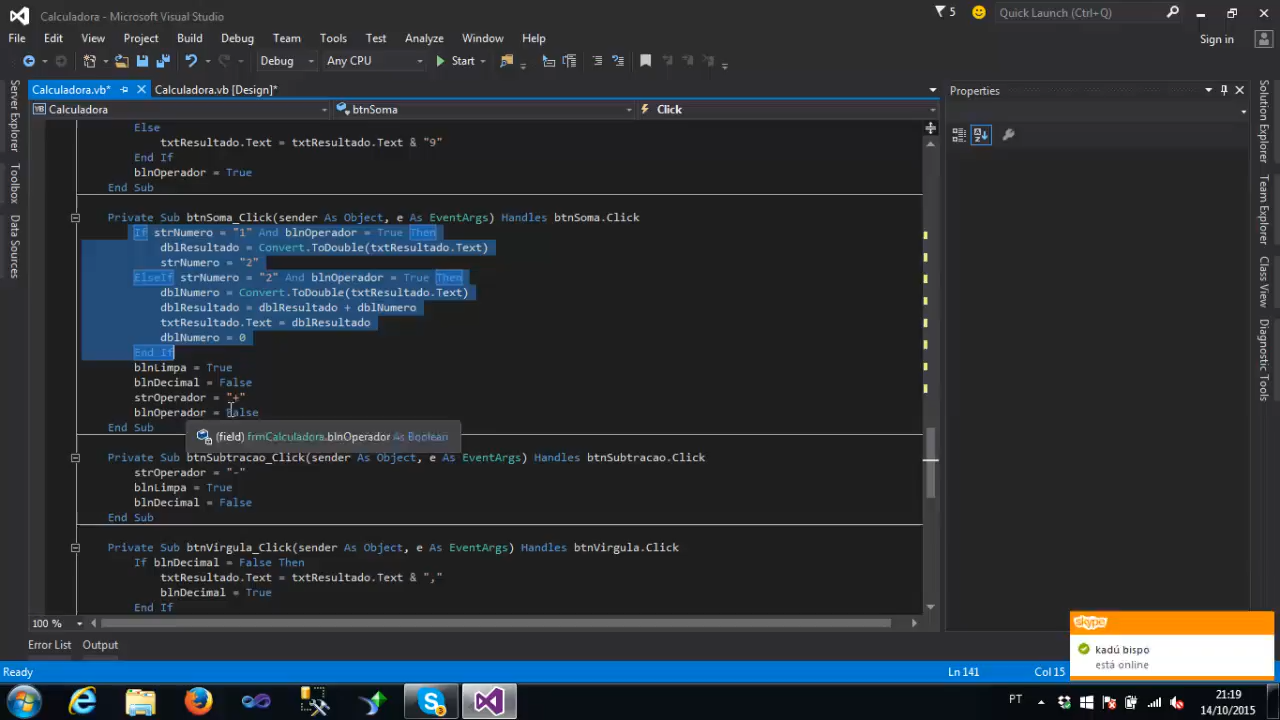 Calculadora - Microsoft Visual Studio
5
Quick Launch (Ctrl+Q)
File Edit View Project Build Debug Team Tools Test Analyze Window Help
Sign in
Debug Any CPU Start
Calculadora.vb* Calculadora.vb [Design]*
Properties
Calculadora btnSoma Click
Server Explorer
Toolbox
Data Sources
Else
txtResultado.Text = txtResultado.Text & "9"
End If
blnOperador = True
End Sub
Private Sub btnSoma_Click(sender As Object, e As EventArgs) Handles btnSoma.Click
If strNumero = "1" And blnOperador = True Then
dblResultado = Convert.ToDouble(txtResultado.Text)
strNumero = "2"
ElseIf strNumero = "2" And blnOperador = True Then
dblNumero = Convert.ToDouble(txtResultado.Text)
dblResultado = dblResultado + dblNumero
txtResultado.Text = dblResultado
dblNumero = 0
End If
blnLimpa = True
blnDecimal = False
strOperador = "+"
blnOperador = False
End Sub
(field) frmCalculadora.blnOperador As Boolean
Private Sub btnSubtracao_Click(sender As Object, e As EventArgs) Handles btnSubtracao.Click
strOperador = "-"
blnLimpa = True
blnDecimal = False
End Sub
Private Sub btnVirgula_Click(sender As Object, e As EventArgs) Handles btnVirgula.Click
If blnDecimal = False Then
txtResultado.Text = txtResultado.Text & ","
blnDecimal = True
End If
Solution Explorer
Team Explorer
Class View
Diagnostic Tools
100 %
Error List Output
skype
kadú bispo
está online
Ready Ln 141 Col 15
PT
21:19
14/10/2015